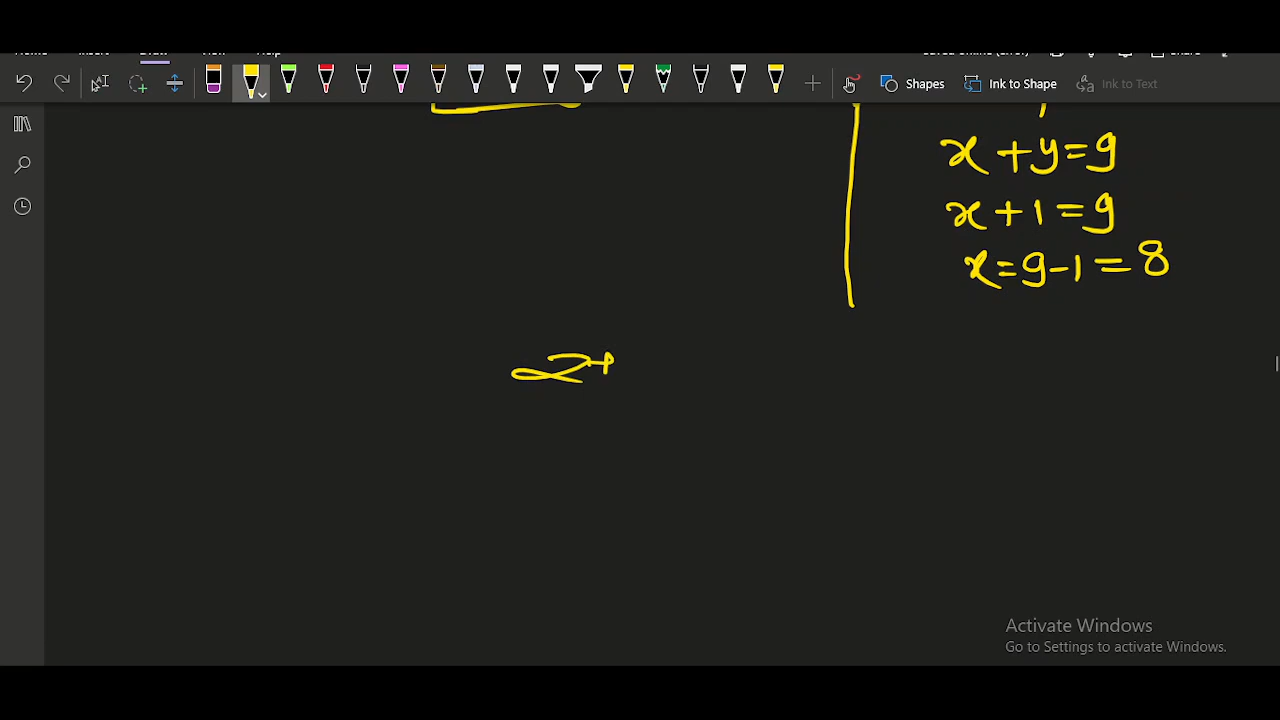 Shapes
Ink to Shape
Ink to Text
x + y = 9
x + 1 = 9
x = 9 - 1 = 8
2+
Activate Windows
Go to Settings to activate Windows.